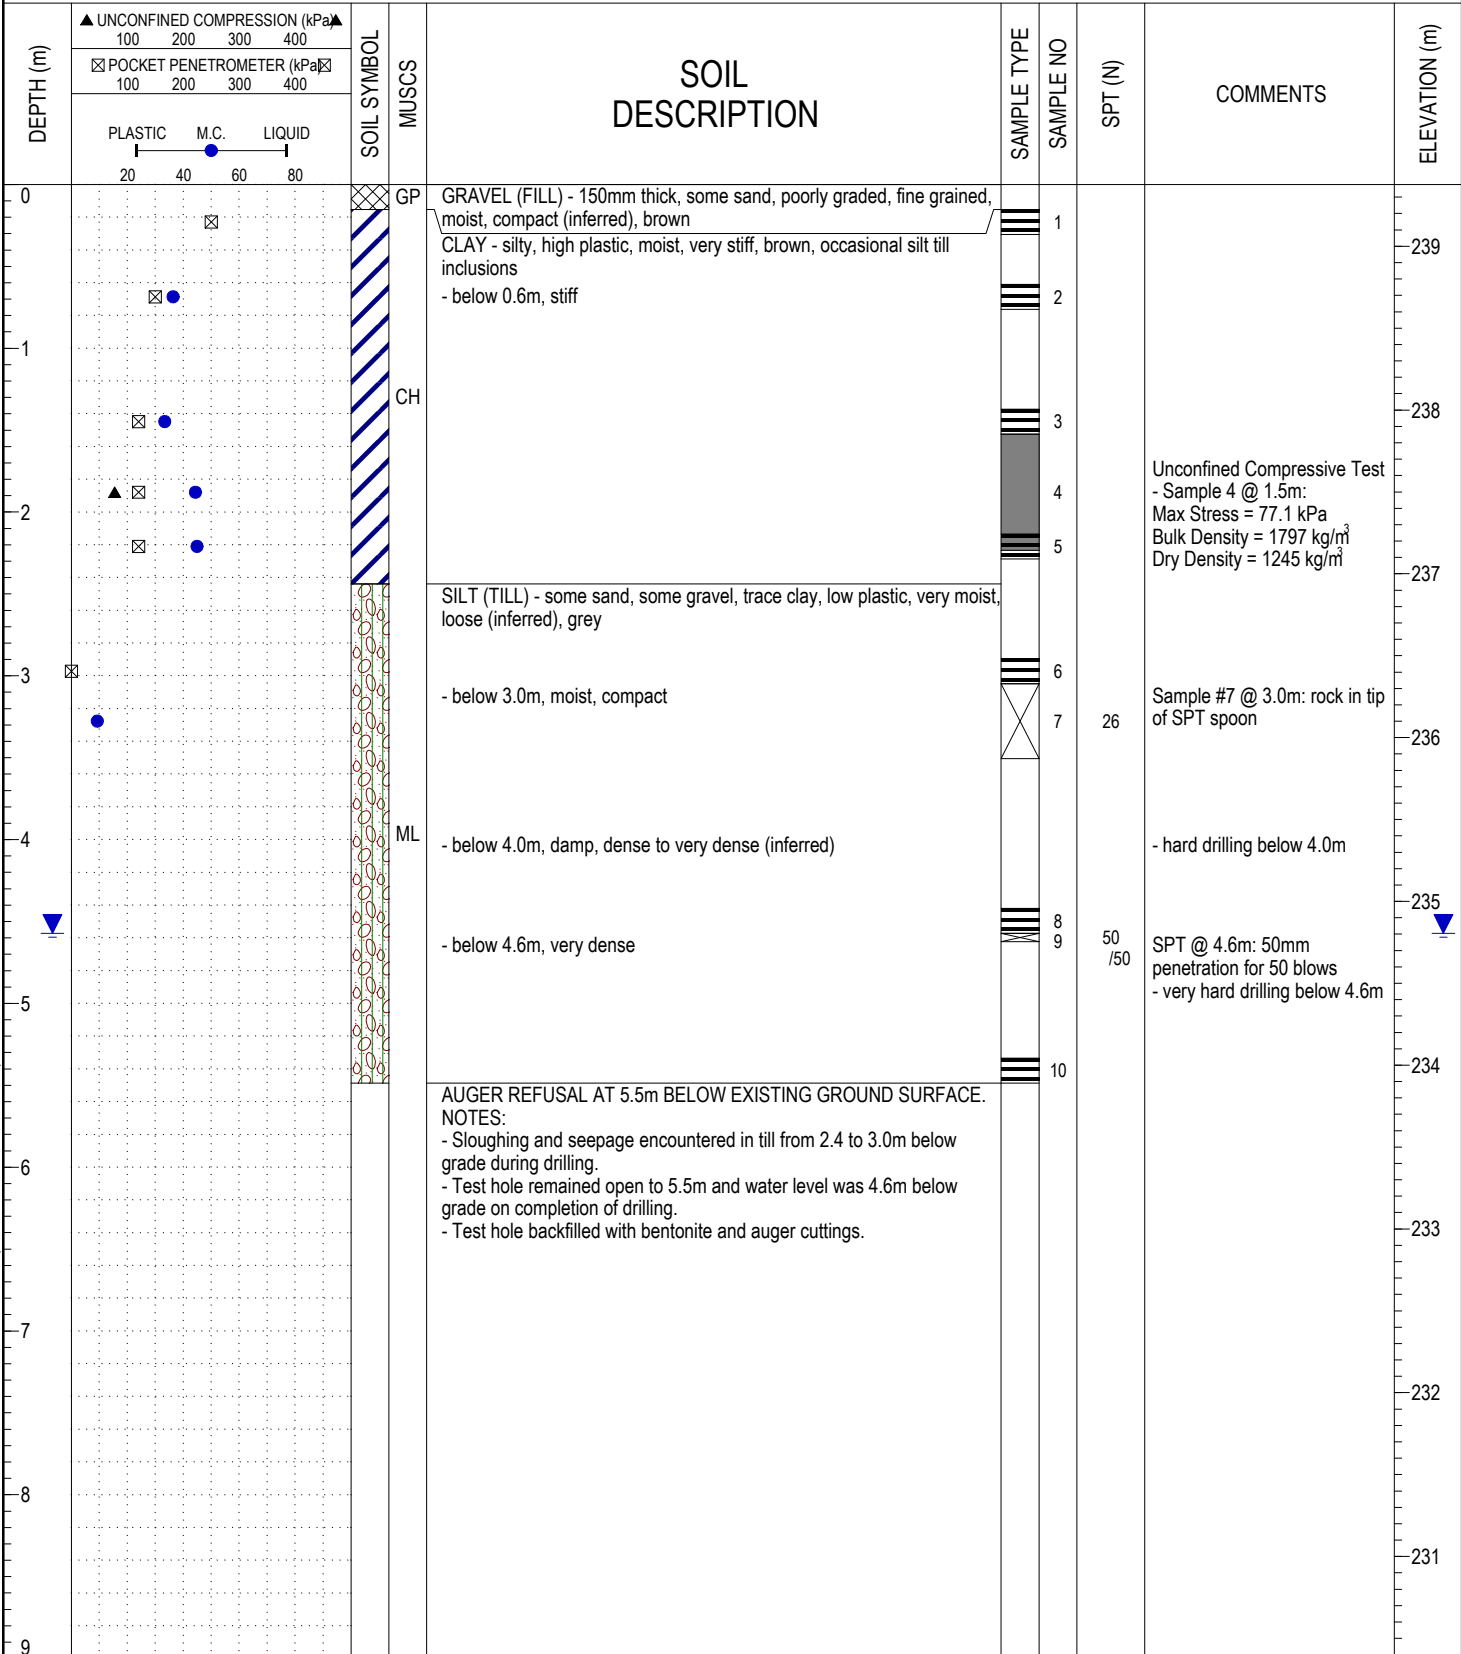 DEPTH (m)
▲ UNCONFINED COMPRESSION (kPa)▲
100 200 300 400
☒ POCKET PENETROMETER (kPa)☒
100 200 300 400
PLASTIC M.C. LIQUID
20 40 60 80
SOIL SYMBOL
MUSCS
SOIL
DESCRIPTION
SAMPLE TYPE
SAMPLE NO
SPT (N)
COMMENTS
ELEVATION (m)
0
1
2
3
4
5
6
7
8
9
GP
CH
ML
GRAVEL (FILL) - 150mm thick, some sand, poorly graded, fine grained,
moist, compact (inferred), brown
CLAY - silty, high plastic, moist, very stiff, brown, occasional silt till
inclusions
- below 0.6m, stiff
SILT (TILL) - some sand, some gravel, trace clay, low plastic, very moist,
loose (inferred), grey
- below 3.0m, moist, compact
- below 4.0m, damp, dense to very dense (inferred)
- below 4.6m, very dense
AUGER REFUSAL AT 5.5m BELOW EXISTING GROUND SURFACE.
NOTES:
- Sloughing and seepage encountered in till from 2.4 to 3.0m below
grade during drilling.
- Test hole remained open to 5.5m and water level was 4.6m below
grade on completion of drilling.
- Test hole backfilled with bentonite and auger cuttings.
1
2
3
4
5
6
7
8
9
10
26
50
/50
Unconfined Compressive Test
- Sample 4 @ 1.5m:
Max Stress = 77.1 kPa
Bulk Density = 1797 kg/m³
Dry Density = 1245 kg/m³
Sample #7 @ 3.0m: rock in tip
of SPT spoon
- hard drilling below 4.0m
SPT @ 4.6m: 50mm
penetration for 50 blows
- very hard drilling below 4.6m
239
238
237
236
235
234
233
232
231